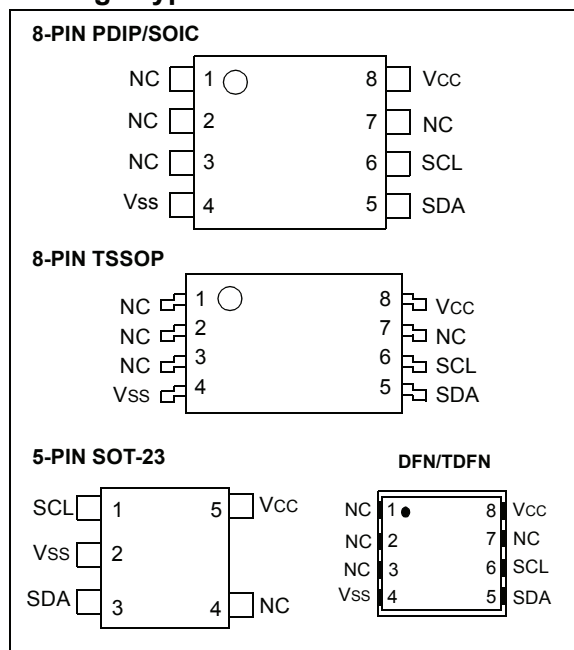 8-PIN PDIP/SOIC
NC 1 8 VCC
NC 2 7 NC
NC 3 6 SCL
Vss 4 5 SDA
8-PIN TSSOP
NC 1 8 VCC
NC 2 7 NC
NC 3 6 SCL
Vss 4 5 SDA
5-PIN SOT-23
SCL 1 5 VCC
Vss 2
SDA 3 4 NC
DFN/TDFN
NC 1 8 VCC
NC 2 7 NC
NC 3 6 SCL
Vss 4 5 SDA